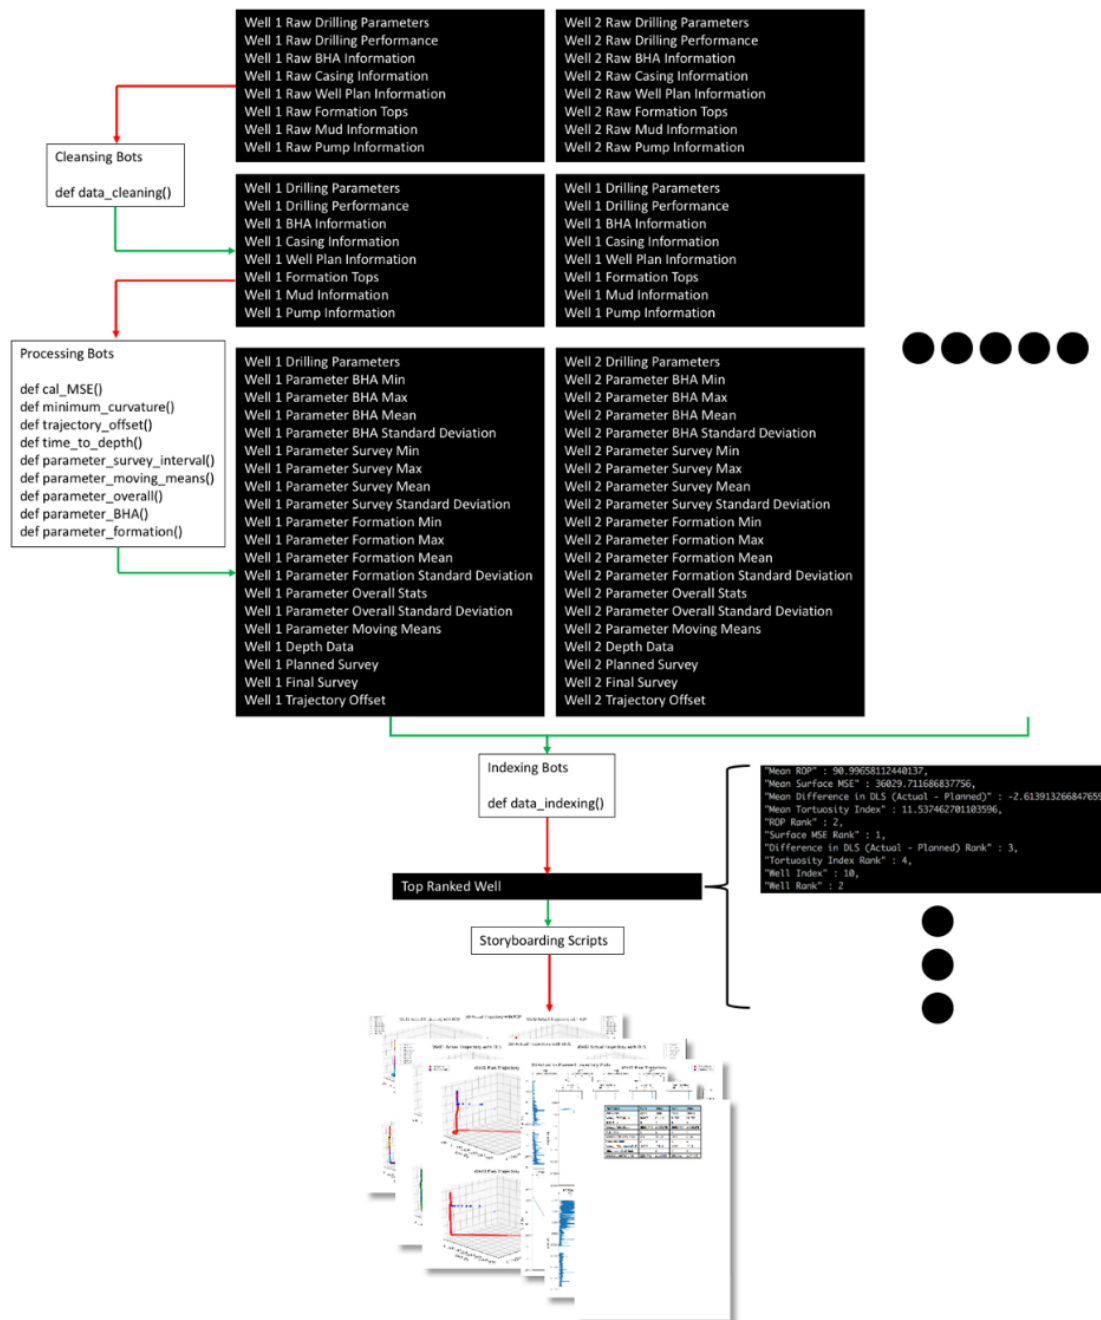 Well 1 Raw Drilling Parameters
Well 1 Raw Drilling Performance
Well 1 Raw BHA Information
Well 1 Raw Casing Information
Well 1 Raw Well Plan Information
Well 1 Raw Formation Tops
Well 1 Raw Mud Information
Well 1 Raw Pump Information
Well 2 Raw Drilling Parameters
Well 2 Raw Drilling Performance
Well 2 Raw BHA Information
Well 2 Raw Casing Information
Well 2 Raw Well Plan Information
Well 2 Raw Formation Tops
Well 2 Raw Mud Information
Well 2 Raw Pump Information
Cleansing Bots
def data_cleaning()
Well 1 Drilling Parameters
Well 1 Drilling Performance
Well 1 BHA Information
Well 1 Casing Information
Well 1 Well Plan Information
Well 1 Formation Tops
Well 1 Mud Information
Well 1 Pump Information
Well 1 Drilling Parameters
Well 1 Drilling Performance
Well 1 BHA Information
Well 1 Casing Information
Well 1 Well Plan Information
Well 1 Formation Tops
Well 1 Mud Information
Well 1 Pump Information
Processing Bots
def cal_MSE()
def minimum_curvature()
def trajectory_offset()
def time_to_depth()
def parameter_survey_interval()
def parameter_moving_means()
def parameter_overall()
def parameter_BHA()
def parameter_formation()
Well 1 Drilling Parameters
Well 1 Parameter BHA Min
Well 1 Parameter BHA Max
Well 1 Parameter BHA Mean
Well 1 Parameter BHA Standard Deviation
Well 1 Parameter Survey Min
Well 1 Parameter Survey Max
Well 1 Parameter Survey Mean
Well 1 Parameter Survey Standard Deviation
Well 1 Parameter Formation Min
Well 1 Parameter Formation Max
Well 1 Parameter Formation Mean
Well 1 Parameter Formation Standard Deviation
Well 1 Parameter Overall Stats
Well 1 Parameter Overall Standard Deviation
Well 1 Parameter Moving Means
Well 1 Depth Data
Well 1 Planned Survey
Well 1 Final Survey
Well 1 Trajectory Offset
Well 2 Drilling Parameters
Well 2 Parameter BHA Min
Well 2 Parameter BHA Max
Well 2 Parameter BHA Mean
Well 2 Parameter BHA Standard Deviation
Well 2 Parameter Survey Min
Well 2 Parameter Survey Max
Well 2 Parameter Survey Mean
Well 2 Parameter Survey Standard Deviation
Well 2 Parameter Formation Min
Well 2 Parameter Formation Max
Well 2 Parameter Formation Mean
Well 2 Parameter Formation Standard Deviation
Well 2 Parameter Overall Stats
Well 2 Parameter Overall Standard Deviation
Well 2 Parameter Moving Means
Well 2 Depth Data
Well 2 Planned Survey
Well 2 Final Survey
Well 2 Trajectory Offset
Indexing Bots
def data_indexing()
"Mean ROP" : 90.99658112440137,
"Mean Surface MSE" : 36029.711686837756,
"Mean Difference in DLS (Actual - Planned)" : -2.613913266847659
"Mean Tortuosity Index" : 11.537462701103596,
"ROP Rank" : 2,
"Surface MSE Rank" : 1,
"Difference in DLS (Actual - Planned) Rank" : 3,
"Tortuosity Index Rank" : 4,
"Well Index" : 10,
"Well Rank" : 2
Top Ranked Well
Storyboarding Scripts